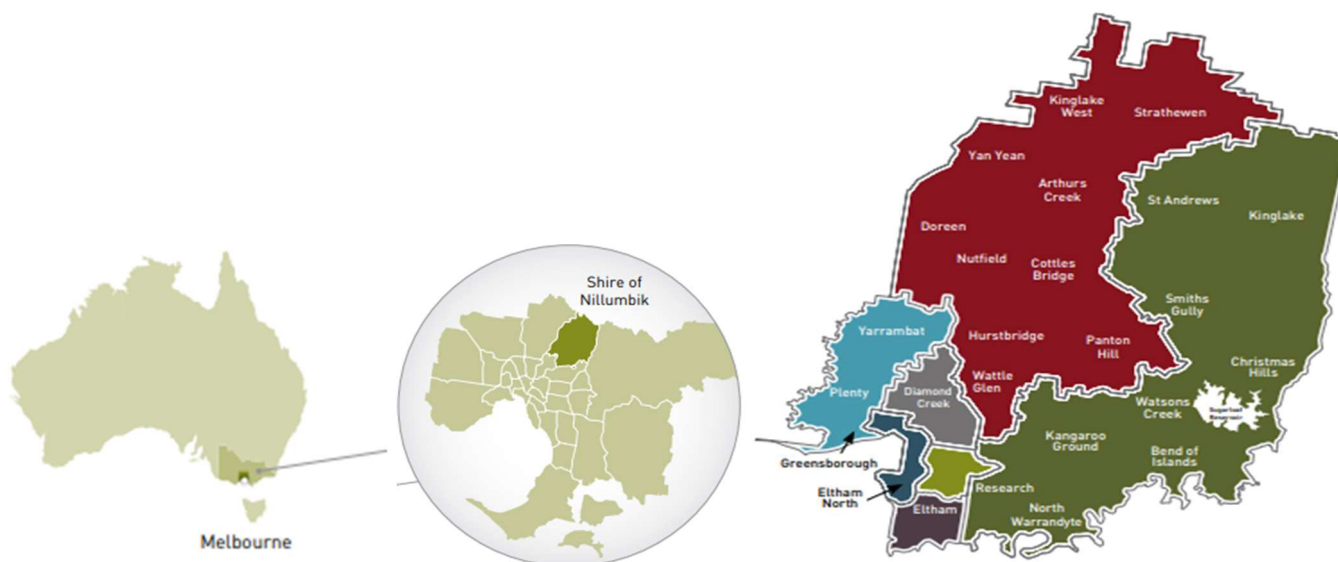 Melbourne
Shire of
Nillumbik
Kinglake
West
Strathewen
Yan Yean
Arthurs
Creek
St Andrews
Kinglake
Doreen
Nutfield
Cottles
Bridge
Smiths
Gully
Yarrambat
Hurstbridge
Panton
Hill
Christmas
Hills
Wattle
Glen
Plenty
Diamond
Creek
Watsons
Creek
Sugarloaf
Reservoir
Kangaroo
Ground
Bend of
Islands
Greensborough
Eltham
North
Research
Eltham
North
Warrandyte